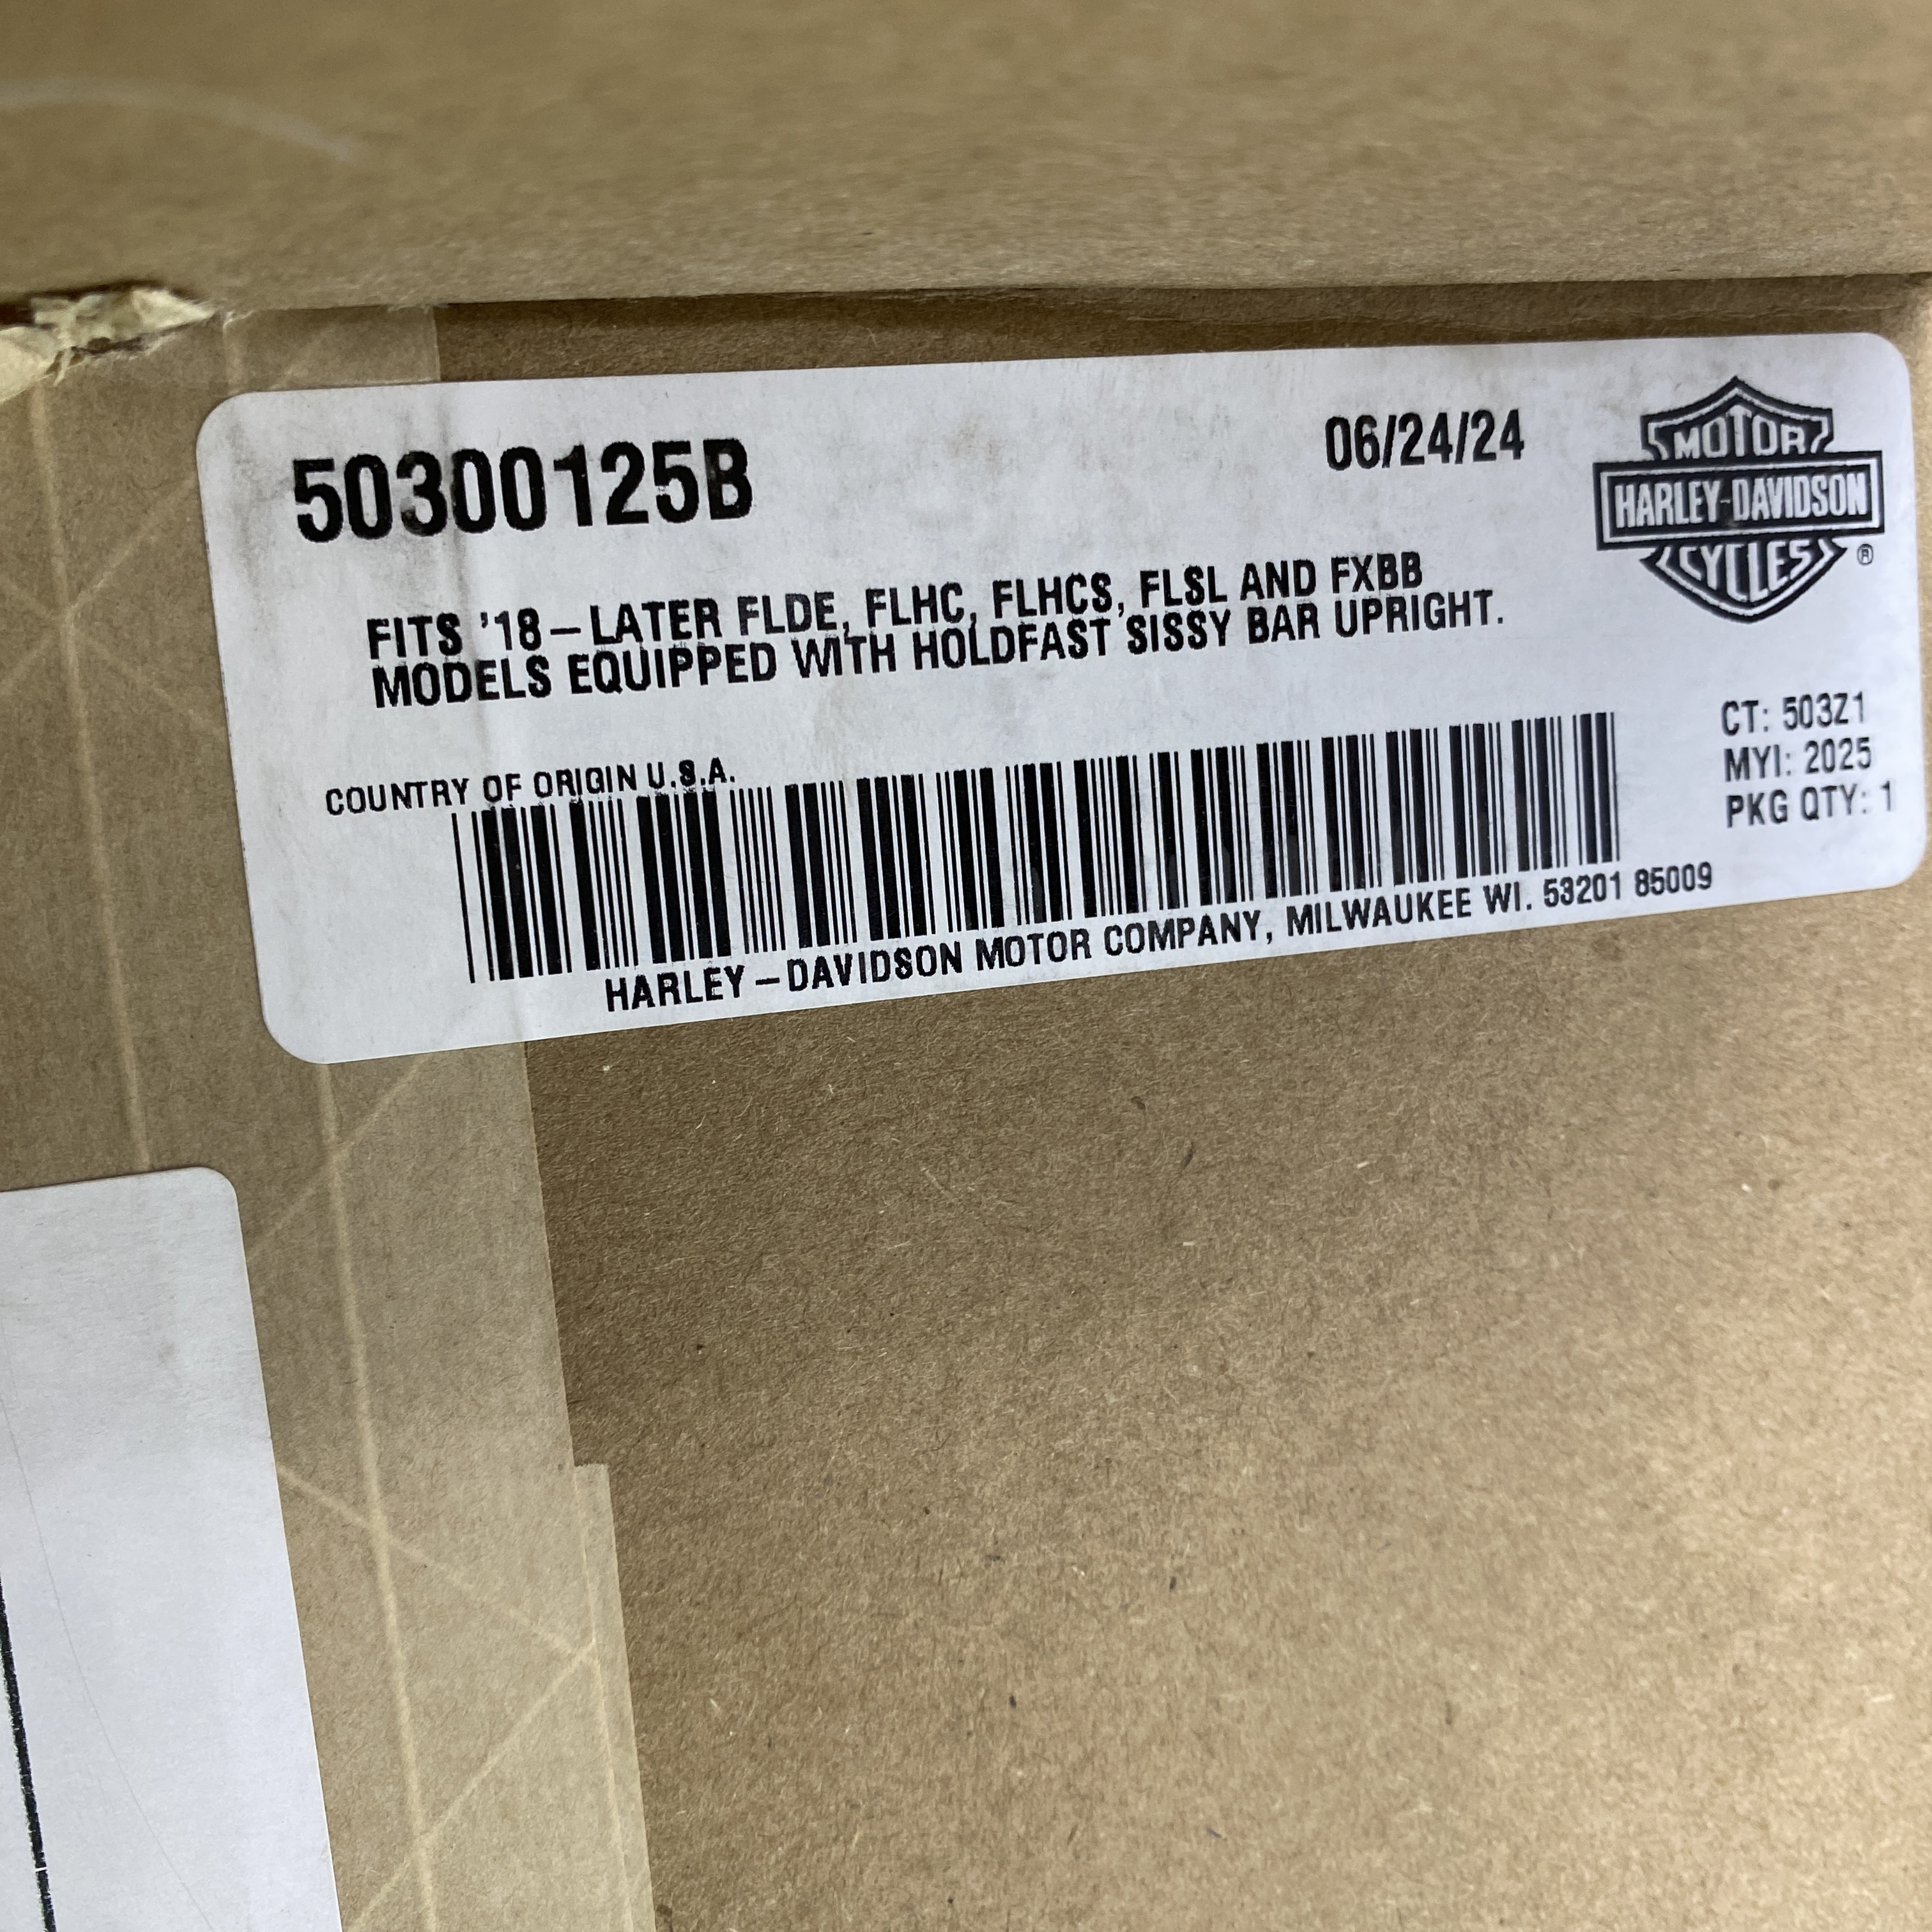 50300125B
06/24/24
MOTOR
HARLEY-DAVIDSON
CYCLES
®
FITS '18-LATER FLDE, FLHC, FLHCS, FLSL AND FXBB
MODELS EQUIPPED WITH HOLDFAST SISSY BAR UPRIGHT.
CT: 503Z1
MYI: 2025
PKG QTY: 1
COUNTRY OF ORIGIN U.S.A.
HARLEY-DAVIDSON MOTOR COMPANY, MILWAUKEE WI. 53201 85009